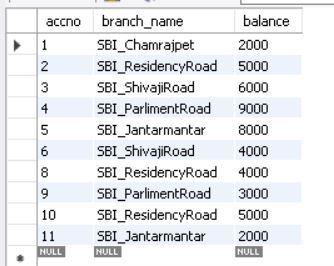 accno branch_name balance
1 SBI_Chamrajpet 2000
2 SBI_ResidencyRoad 5000
3 SBI_ShivajiRoad 6000
4 SBI_ParlimentRoad 9000
5 SBI_Jantarmantar 8000
6 SBI_ShivajiRoad 4000
8 SBI_ResidencyRoad 4000
9 SBI_ParlimentRoad 3000
10 SBI_ResidencyRoad 5000
11 SBI_Jantarmantar 2000
NULL NULL NULL